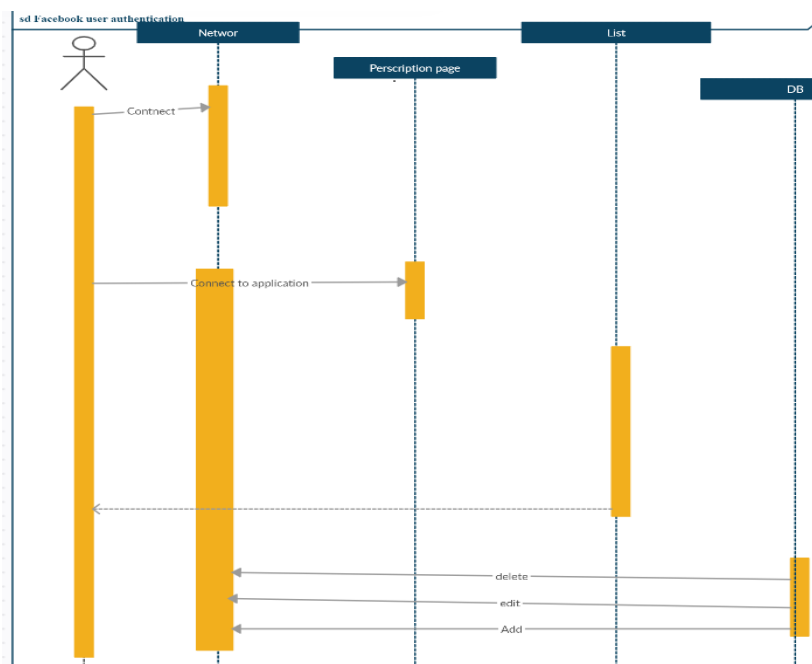 sd Facebook user authentication
Networ
List
Perscription page
DB
Contnect
Connect to application
delete
edit
Add